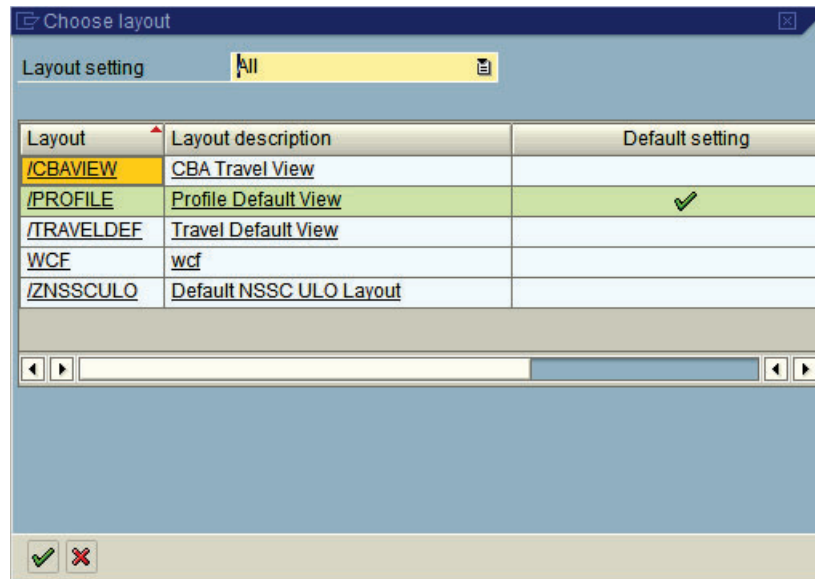 Choose layout
Layout setting All
Layout Layout description Default setting
/CBAVIEW CBA Travel View
/PROFILE Profile Default View
/TRAVELDEF Travel Default View
WCF wcf
/ZNSSCULO Default NSSC ULO Layout